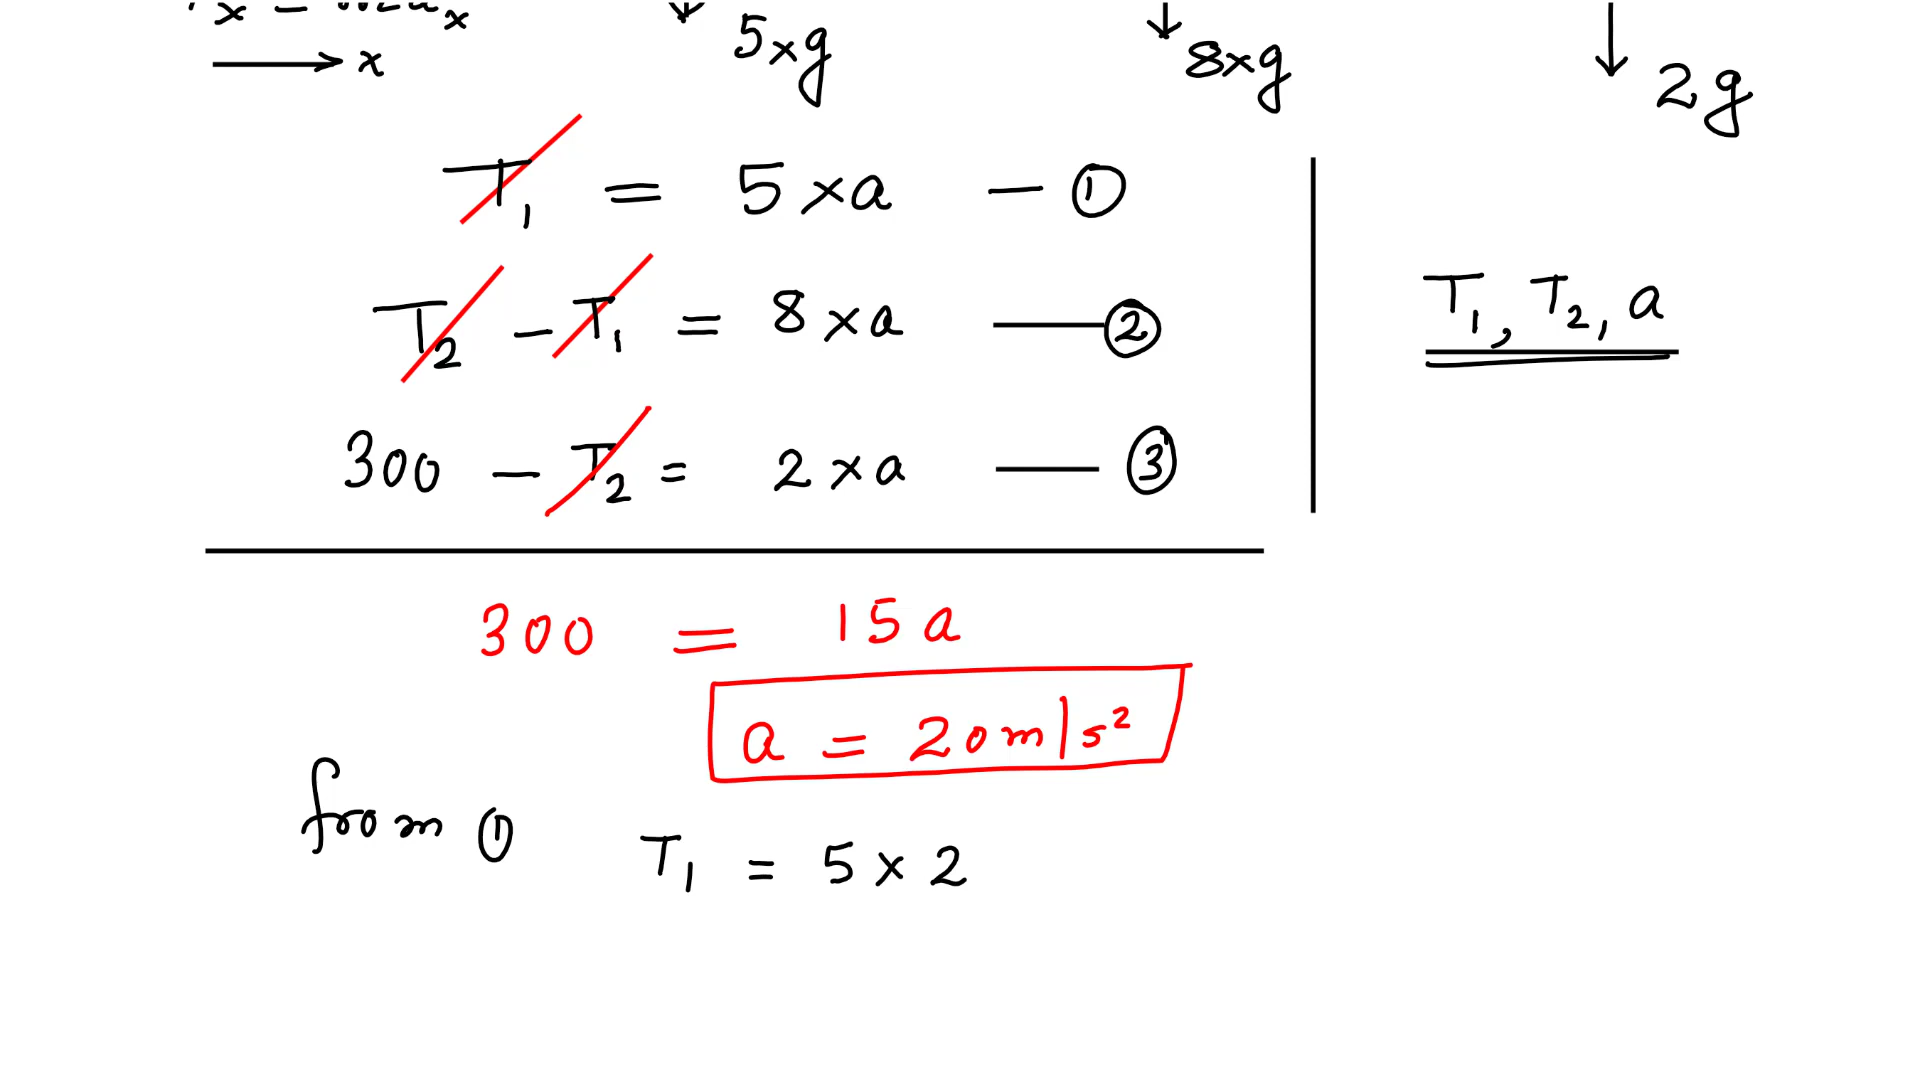 x
5×g
8×g
2g
T₁ = 5×a - ①
T₂ - T₁ = 8×a — ②
T₁, T₂, a
300 - T₂ = 2×a — ③
300 = 15a
a = 20m/s²
from ① T₁ = 5×2